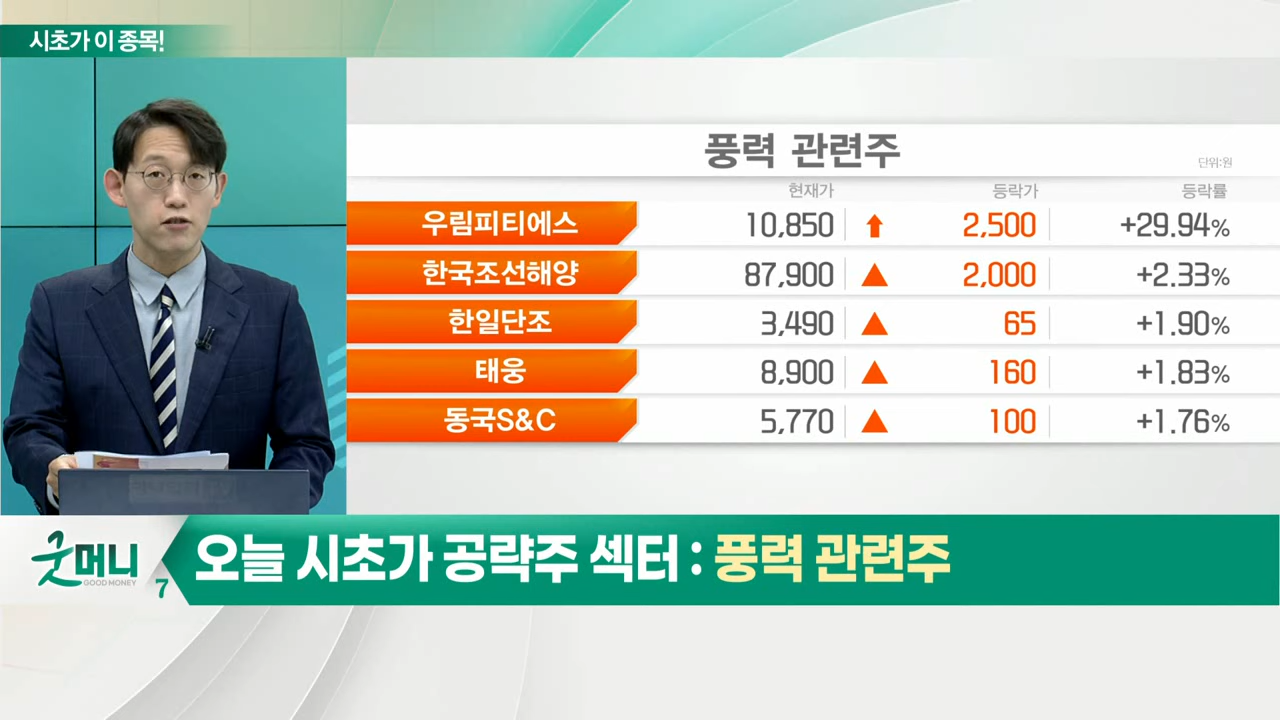 시초가 이 종목!
풍력 관련주
단위:원
현재가 등락가 등락률
우림피티에스 10,850 ⬆ 2,500 +29.94%
한국조선해양 87,900 ▲ 2,000 +2.33%
한일단조 3,490 ▲ 65 +1.90%
태웅 8,900 ▲ 160 +1.83%
동국S&C 5,770 ▲ 100 +1.76%
굿머니
GOOD MONEY
7
오늘 시초가 공략주 섹터 : 풍력 관련주